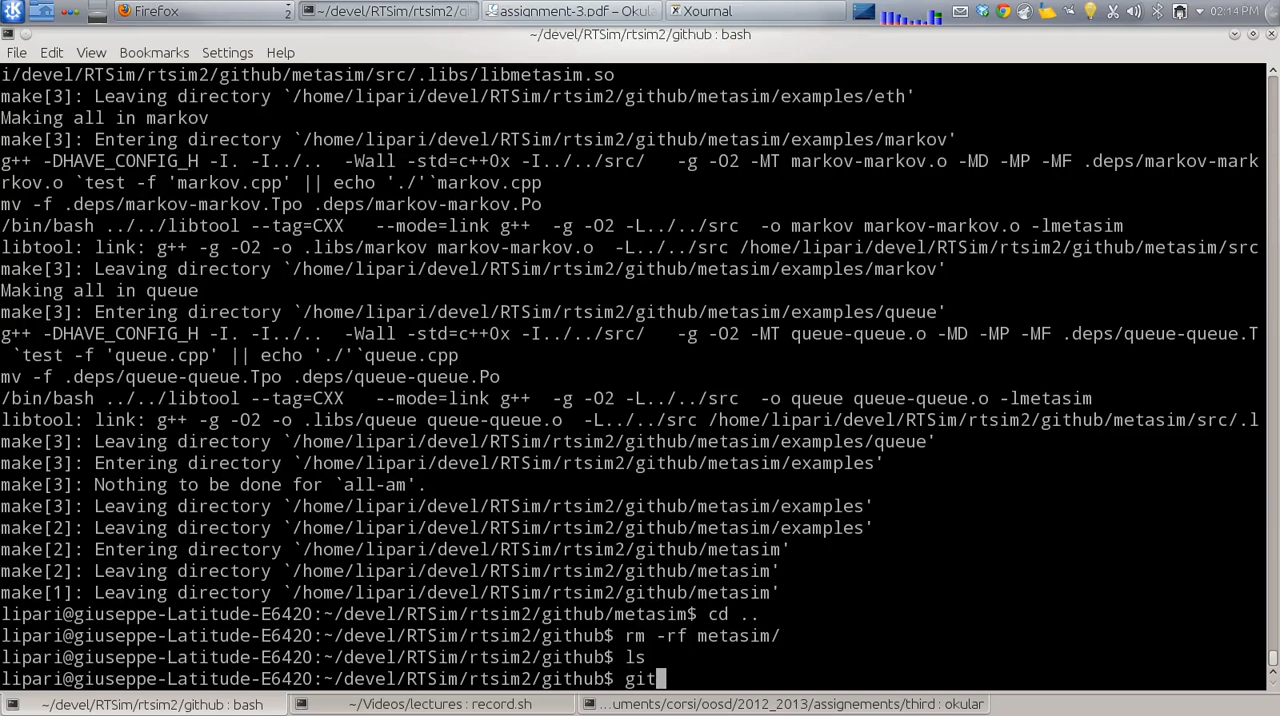 Firefox
2
~/devel/RTSim/rtsim2/git
assignment-3.pdf – Okular
Xournal
02:14 PM
~/devel/RTSim/rtsim2/github : bash
File Edit View Bookmarks Settings Help
i/devel/RTSim/rtsim2/github/metasim/src/.libs/libmetasim.so
make[3]: Leaving directory `/home/lipari/devel/RTSim/rtsim2/github/metasim/examples/eth'
Making all in markov
make[3]: Entering directory `/home/lipari/devel/RTSim/rtsim2/github/metasim/examples/markov'
g++ -DHAVE_CONFIG_H -I. -I../.. -Wall -std=c++0x -I../../src/ -g -O2 -MT markov-markov.o -MD -MP -MF .deps/markov-mark
rkov.o `test -f 'markov.cpp' || echo './'`markov.cpp
mv -f .deps/markov-markov.Tpo .deps/markov-markov.Po
/bin/bash ../../libtool --tag=CXX --mode=link g++ -g -O2 -L../../src -o markov markov-markov.o -lmetasim
libtool: link: g++ -g -O2 -o .libs/markov markov-markov.o -L../../src /home/lipari/devel/RTSim/rtsim2/github/metasim/src
make[3]: Leaving directory `/home/lipari/devel/RTSim/rtsim2/github/metasim/examples/markov'
Making all in queue
make[3]: Entering directory `/home/lipari/devel/RTSim/rtsim2/github/metasim/examples/queue'
g++ -DHAVE_CONFIG_H -I. -I../.. -Wall -std=c++0x -I../../src/ -g -O2 -MT queue-queue.o -MD -MP -MF .deps/queue-queue.T
`test -f 'queue.cpp' || echo './'`queue.cpp
mv -f .deps/queue-queue.Tpo .deps/queue-queue.Po
/bin/bash ../../libtool --tag=CXX --mode=link g++ -g -O2 -L../../src -o queue queue-queue.o -lmetasim
libtool: link: g++ -g -O2 -o .libs/queue queue-queue.o -L../../src /home/lipari/devel/RTSim/rtsim2/github/metasim/src/.l
make[3]: Leaving directory `/home/lipari/devel/RTSim/rtsim2/github/metasim/examples/queue'
make[3]: Entering directory `/home/lipari/devel/RTSim/rtsim2/github/metasim/examples'
make[3]: Nothing to be done for `all-am'.
make[3]: Leaving directory `/home/lipari/devel/RTSim/rtsim2/github/metasim/examples'
make[2]: Leaving directory `/home/lipari/devel/RTSim/rtsim2/github/metasim/examples'
make[2]: Entering directory `/home/lipari/devel/RTSim/rtsim2/github/metasim'
make[2]: Leaving directory `/home/lipari/devel/RTSim/rtsim2/github/metasim'
make[1]: Leaving directory `/home/lipari/devel/RTSim/rtsim2/github/metasim'
lipari@giuseppe-Latitude-E6420:~/devel/RTSim/rtsim2/github/metasim$ cd ..
lipari@giuseppe-Latitude-E6420:~/devel/RTSim/rtsim2/github$ rm -rf metasim/
lipari@giuseppe-Latitude-E6420:~/devel/RTSim/rtsim2/github$ ls
lipari@giuseppe-Latitude-E6420:~/devel/RTSim/rtsim2/github$ git
~/devel/RTSim/rtsim2/github : bash
~/Videos/lectures : record.sh
...uments/corsi/oosd/2012_2013/assignements/third : okular